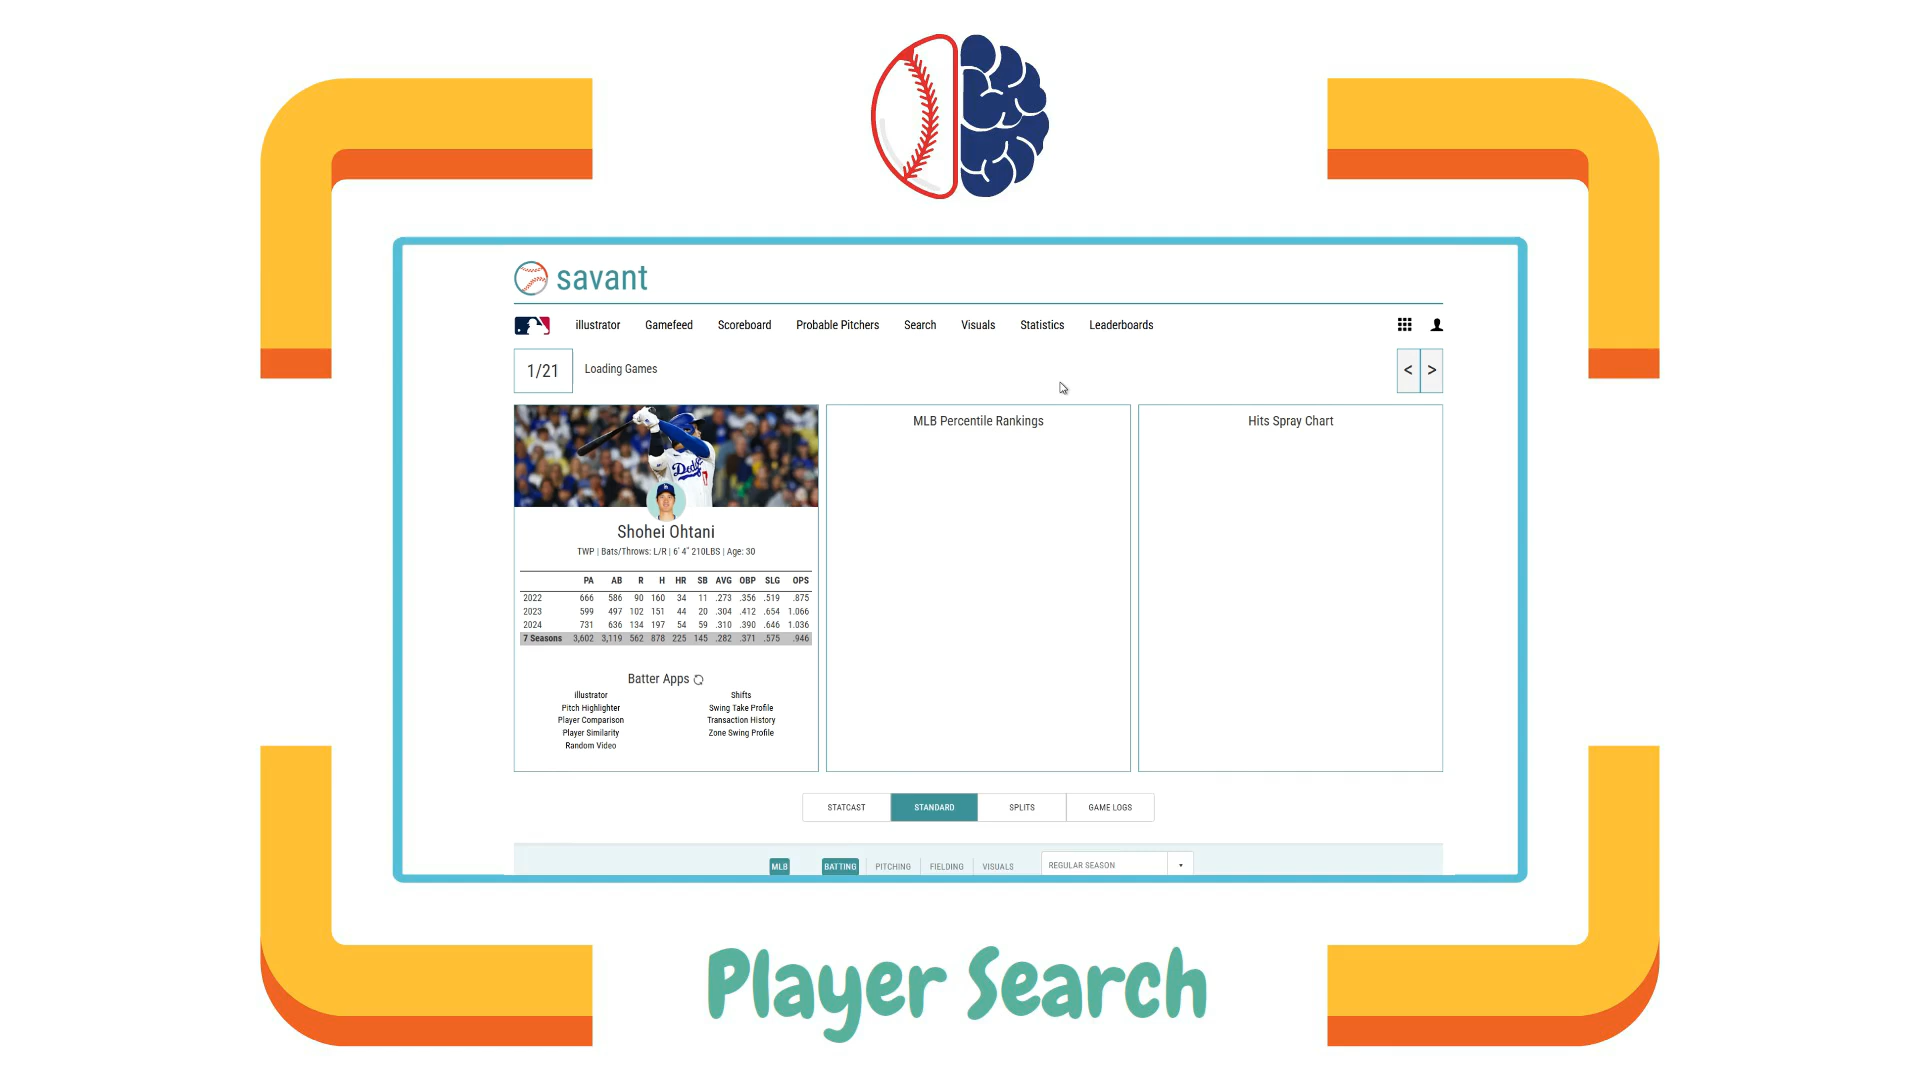 savant
illustrator Gamefeed Scoreboard Probable Pitchers Search Visuals Statistics Leaderboards
1/21 Loading Games < >
MLB Percentile Rankings
Hits Spray Chart
Dodg
Shohei Ohtani
TWP | Bats/Throws: L/R | 6' 4" 210LBS | Age: 30
PA AB R H HR SB AVG OBP SLG OPS
2022 666 586 90 160 34 11 .273 .356 .519 .875
2023 599 497 102 151 44 20 .304 .412 .654 1.066
2024 731 636 134 197 54 59 .310 .390 .646 1.036
7 Seasons 3,602 3,119 562 878 225 145 .282 .371 .575 .946
Batter Apps
illustrator Shifts
Pitch Highlighter Swing Take Profile
Player Comparison Transaction History
Player Similarity Zone Swing Profile
Random Video
STATCAST STANDARD SPLITS GAME LOGS
MLB BATTING PITCHING FIELDING VISUALS REGULAR SEASON
Player Search